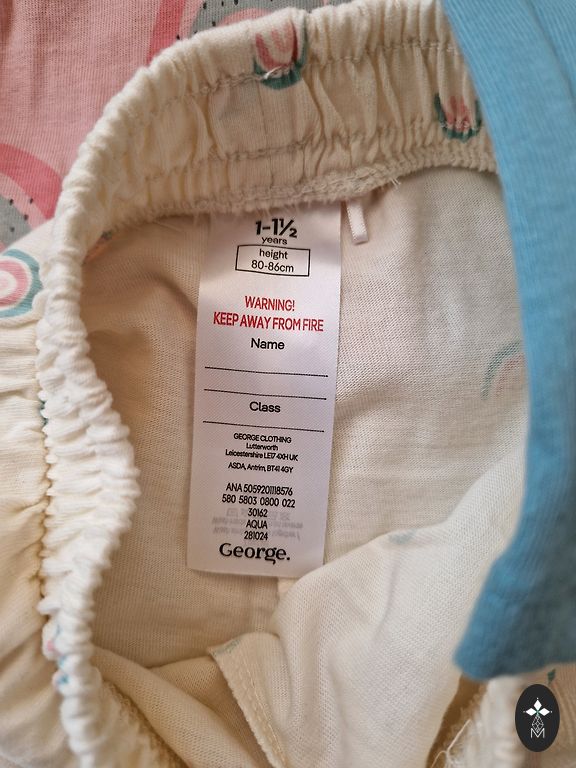 1-1½
years
height
80-86cm
WARNING!
KEEP AWAY FROM FIRE
Name
Class
GEORGE CLOTHING
Lutterworth
Leicestershire LE17 4XH UK
ASDA, Antrim, BT41 4GY
ANA 5059201118576
580 5803 0800 022
30162
AQUA
281024
George.
M